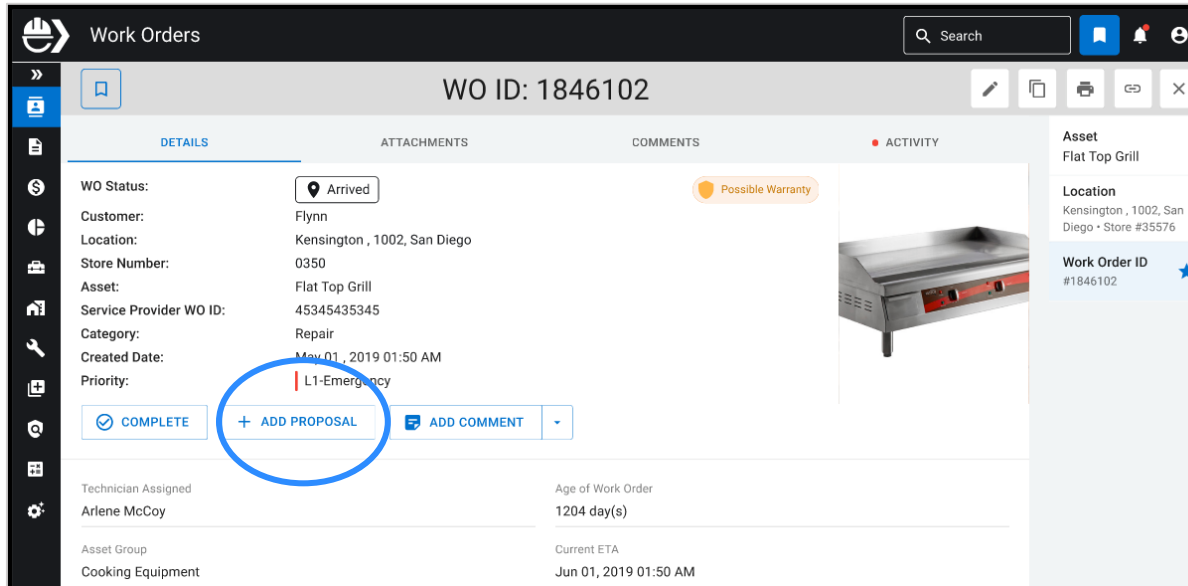 Work Orders
Search
WO ID: 1846102
DETAILS
ATTACHMENTS
COMMENTS
ACTIVITY
WO Status:
Arrived
Possible Warranty
Customer:
Flynn
Location:
Kensington , 1002, San Diego
Store Number:
0350
Asset:
Flat Top Grill
Service Provider WO ID:
45345435345
Category:
Repair
Created Date:
May 01 , 2019 01:50 AM
Priority:
L1-Emergency
COMPLETE
ADD PROPOSAL
ADD COMMENT
Technician Assigned
Arlene McCoy
Age of Work Order
1204 day(s)
Asset Group
Cooking Equipment
Current ETA
Jun 01, 2019 01:50 AM
Asset
Flat Top Grill
Location
Kensington , 1002, San
Diego • Store #35576
Work Order ID
#1846102